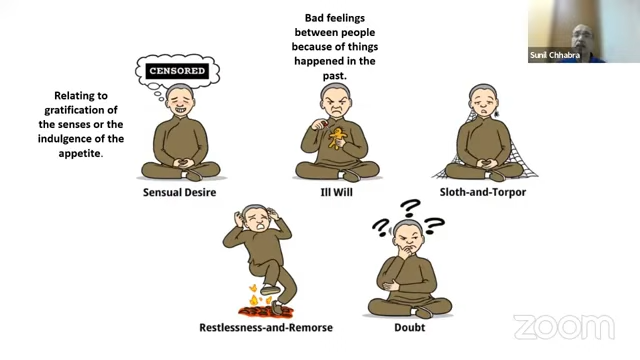 Bad feelings
between people
because of things
happened in the
past.
Sunil Chhabra
CENSORED
Relating to
gratification of
the senses or the
indulgence of the
appetite.
Sensual Desire
Ill Will
Sloth-and-Torpor
? ? ?
Restlessness-and-Remorse
Doubt
zoom